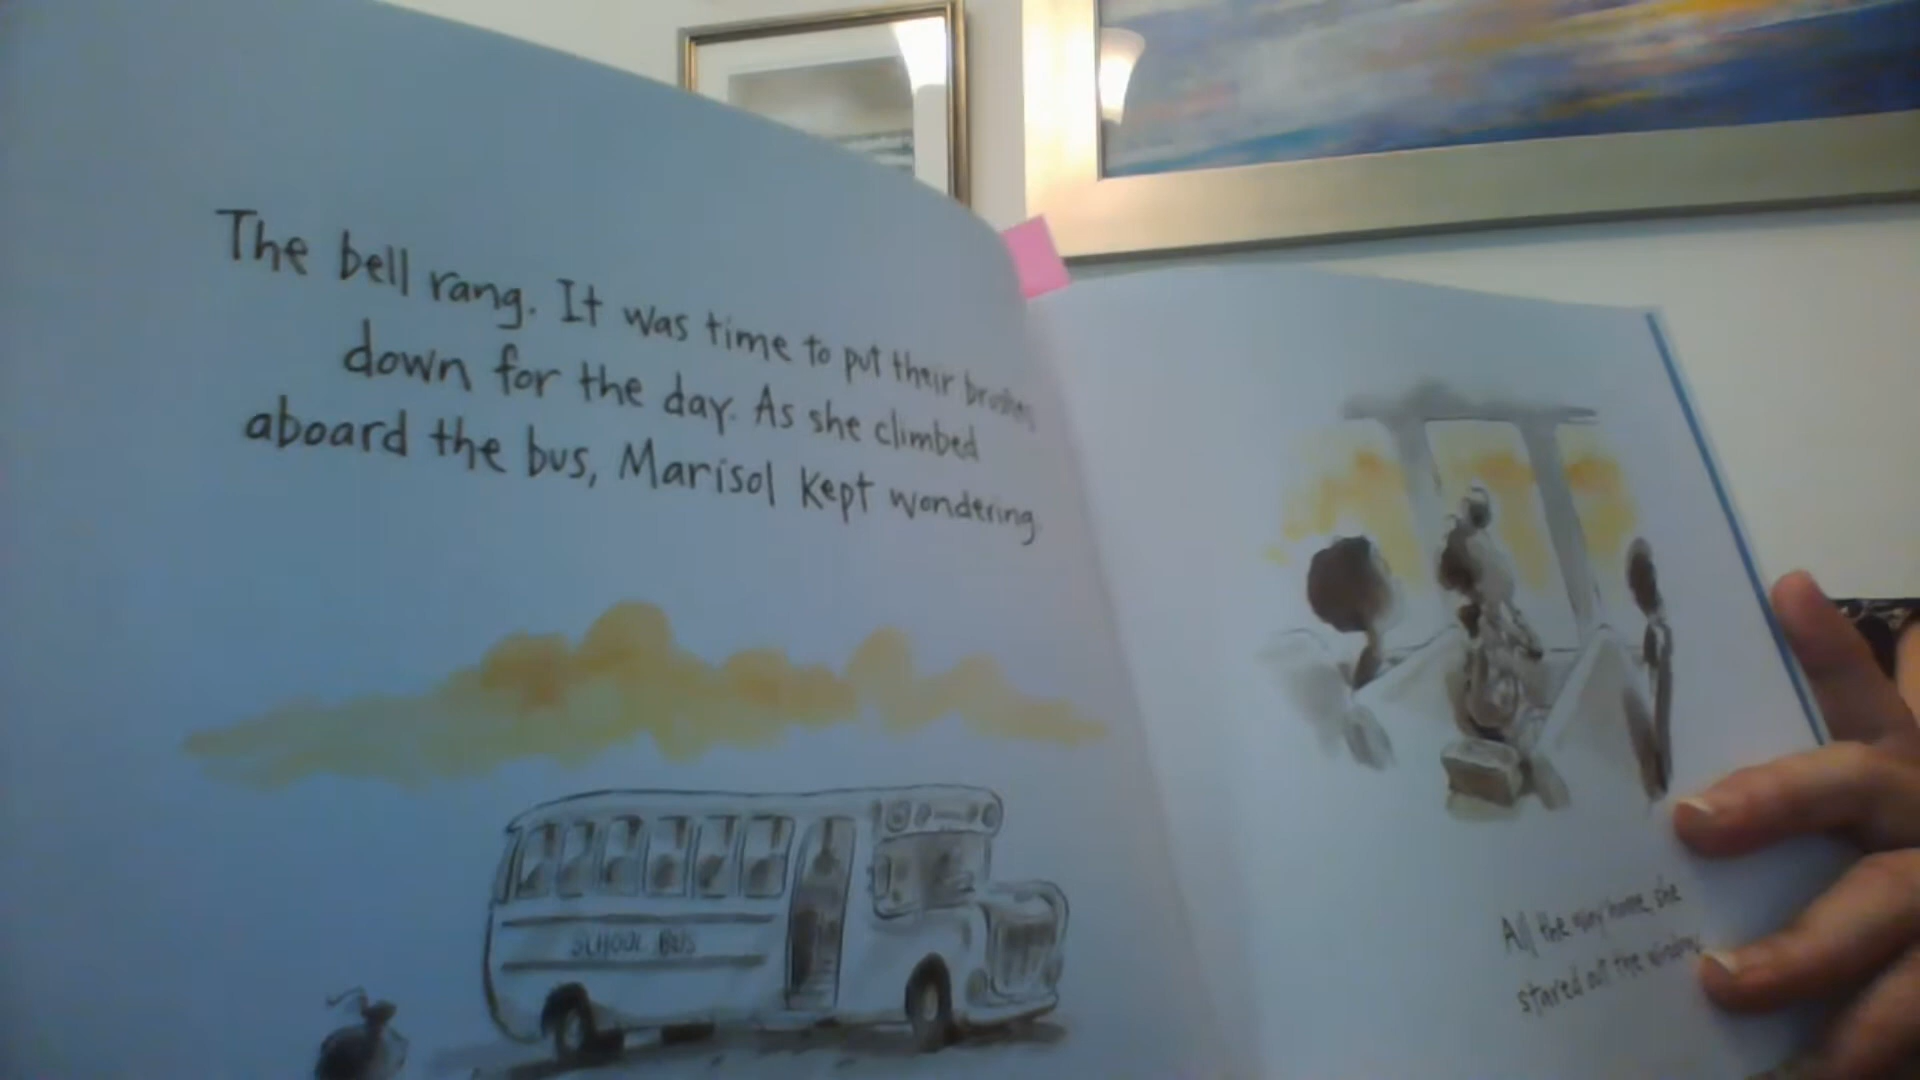 The bell rang. It was time to put their brushes
down for the day. As she climbed
aboard the bus, Marisol kept wondering.
SCHOOL BUS
All the way home, she
stared out the window.